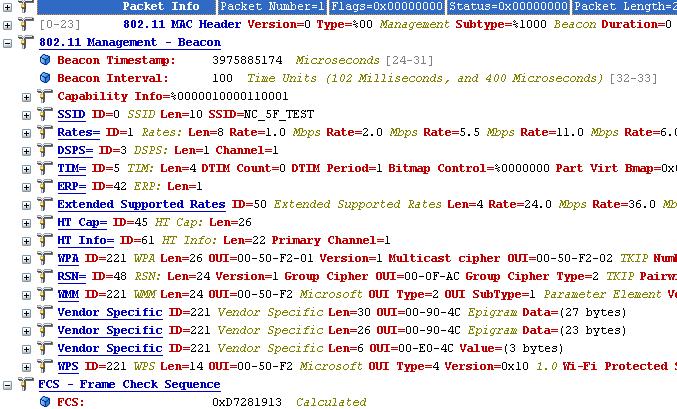 Packet Info Packet Number=1 Flags=0x00000000 Status=0x00000000 Packet Length=2
[0-23] 802.11 MAC Header Version=0 Type=%00 Management Subtype=%1000 Beacon Duration=0
802.11 Management - Beacon
Beacon Timestamp: 3975885174 Microseconds [24-31]
Beacon Interval: 100 Time Units (102 Milliseconds, and 400 Microseconds) [32-33]
Capability Info=%0000010000110001
SSID ID=0 SSID Len=10 SSID=NC_5F_TEST
Rates= ID=1 Rates: Len=8 Rate=1.0 Mbps Rate=2.0 Mbps Rate=5.5 Mbps Rate=11.0 Mbps Rate=6.0
DSPS= ID=3 DSPS: Len=1 Channel=1
TIM= ID=5 TIM: Len=4 DTIM Count=0 DTIM Period=1 Bitmap Control=%0000000 Part Virt Bmap=0x0
ERP= ID=42 ERP: Len=1
Extended Supported Rates ID=50 Extended Supported Rates Len=4 Rate=24.0 Mbps Rate=36.0 Mb
HT Cap= ID=45 HT Cap: Len=26
HT Info= ID=61 HT Info: Len=22 Primary Channel=1
WPA ID=221 WPA Len=26 OUI=00-50-F2-01 Version=1 Multicast cipher OUI=00-50-F2-02 TKIP Num
RSN= ID=48 RSN: Len=24 Version=1 Group Cipher OUI=00-0F-AC Group Cipher Type=2 TKIP Pairw
WMM ID=221 WMM Len=24 OUI=00-50-F2 Microsoft OUI Type=2 OUI SubType=1 Parameter Element Ve
Vendor Specific ID=221 Vendor Specific Len=30 OUI=00-90-4C Epigram Data=(27 bytes)
Vendor Specific ID=221 Vendor Specific Len=26 OUI=00-90-4C Epigram Data=(23 bytes)
Vendor Specific ID=221 Vendor Specific Len=6 OUI=00-E0-4C Value=(3 bytes)
WPS ID=221 WPS Len=14 OUI=00-50-F2 Microsoft OUI Type=4 Version=0x10 1.0 Wi-Fi Protected S
FCS - Frame Check Sequence
FCS: 0xD7281913 Calculated